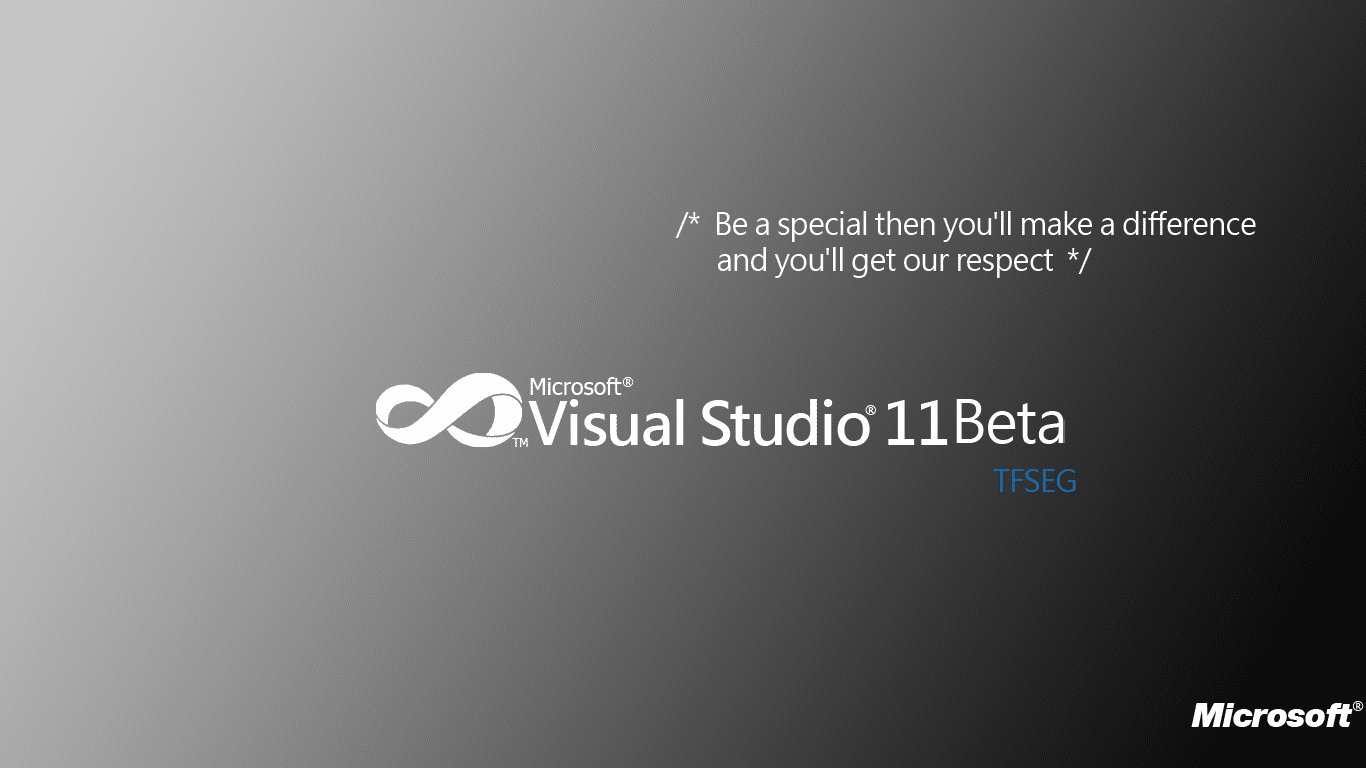 /* Be a special then you'll make a difference
and you'll get our respect */
Microsoft®
Visual Studio® 11 Beta
TM
TFSEG
Microsoft®